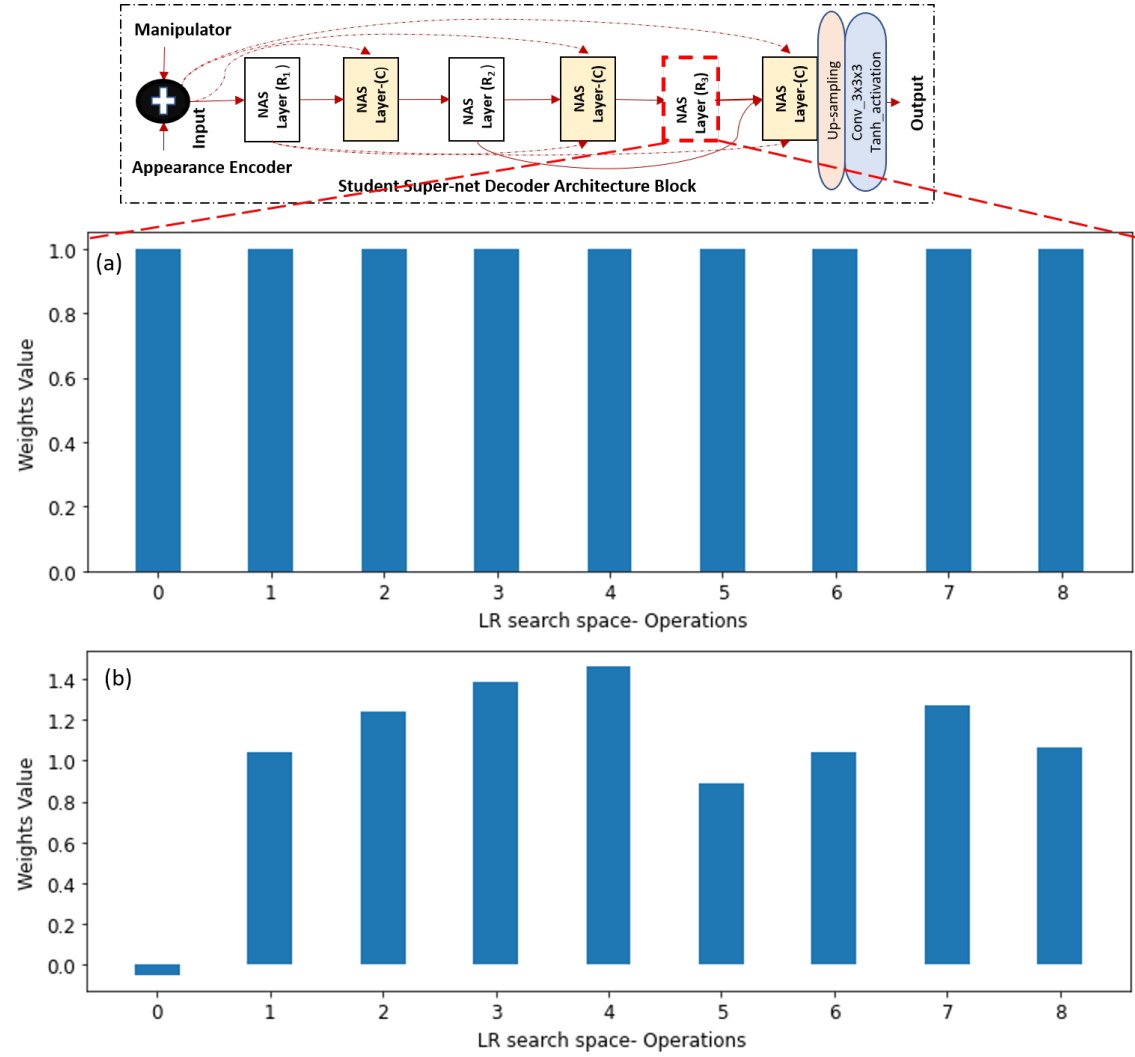 Manipulator
Appearance Encoder
Input
NAS
Layer (R1)
NAS
Layer-(C)
NAS
Layer (R2)
NAS
Layer-(C)
NAS
Layer (R3)
NAS
Layer-(C)
Up-sampling
Conv_3x3x3
Tanh_activation
Output
Student Super-net Decoder Architecture Block
(a)
Weights Value
1.0
0.8
0.6
0.4
0.2
0.0
0 1 2 3 4 5 6 7 8
LR search space- Operations
(b)
Weights Value
1.4
1.2
1.0
0.8
0.6
0.4
0.2
0.0
0 1 2 3 4 5 6 7 8
LR search space- Operations